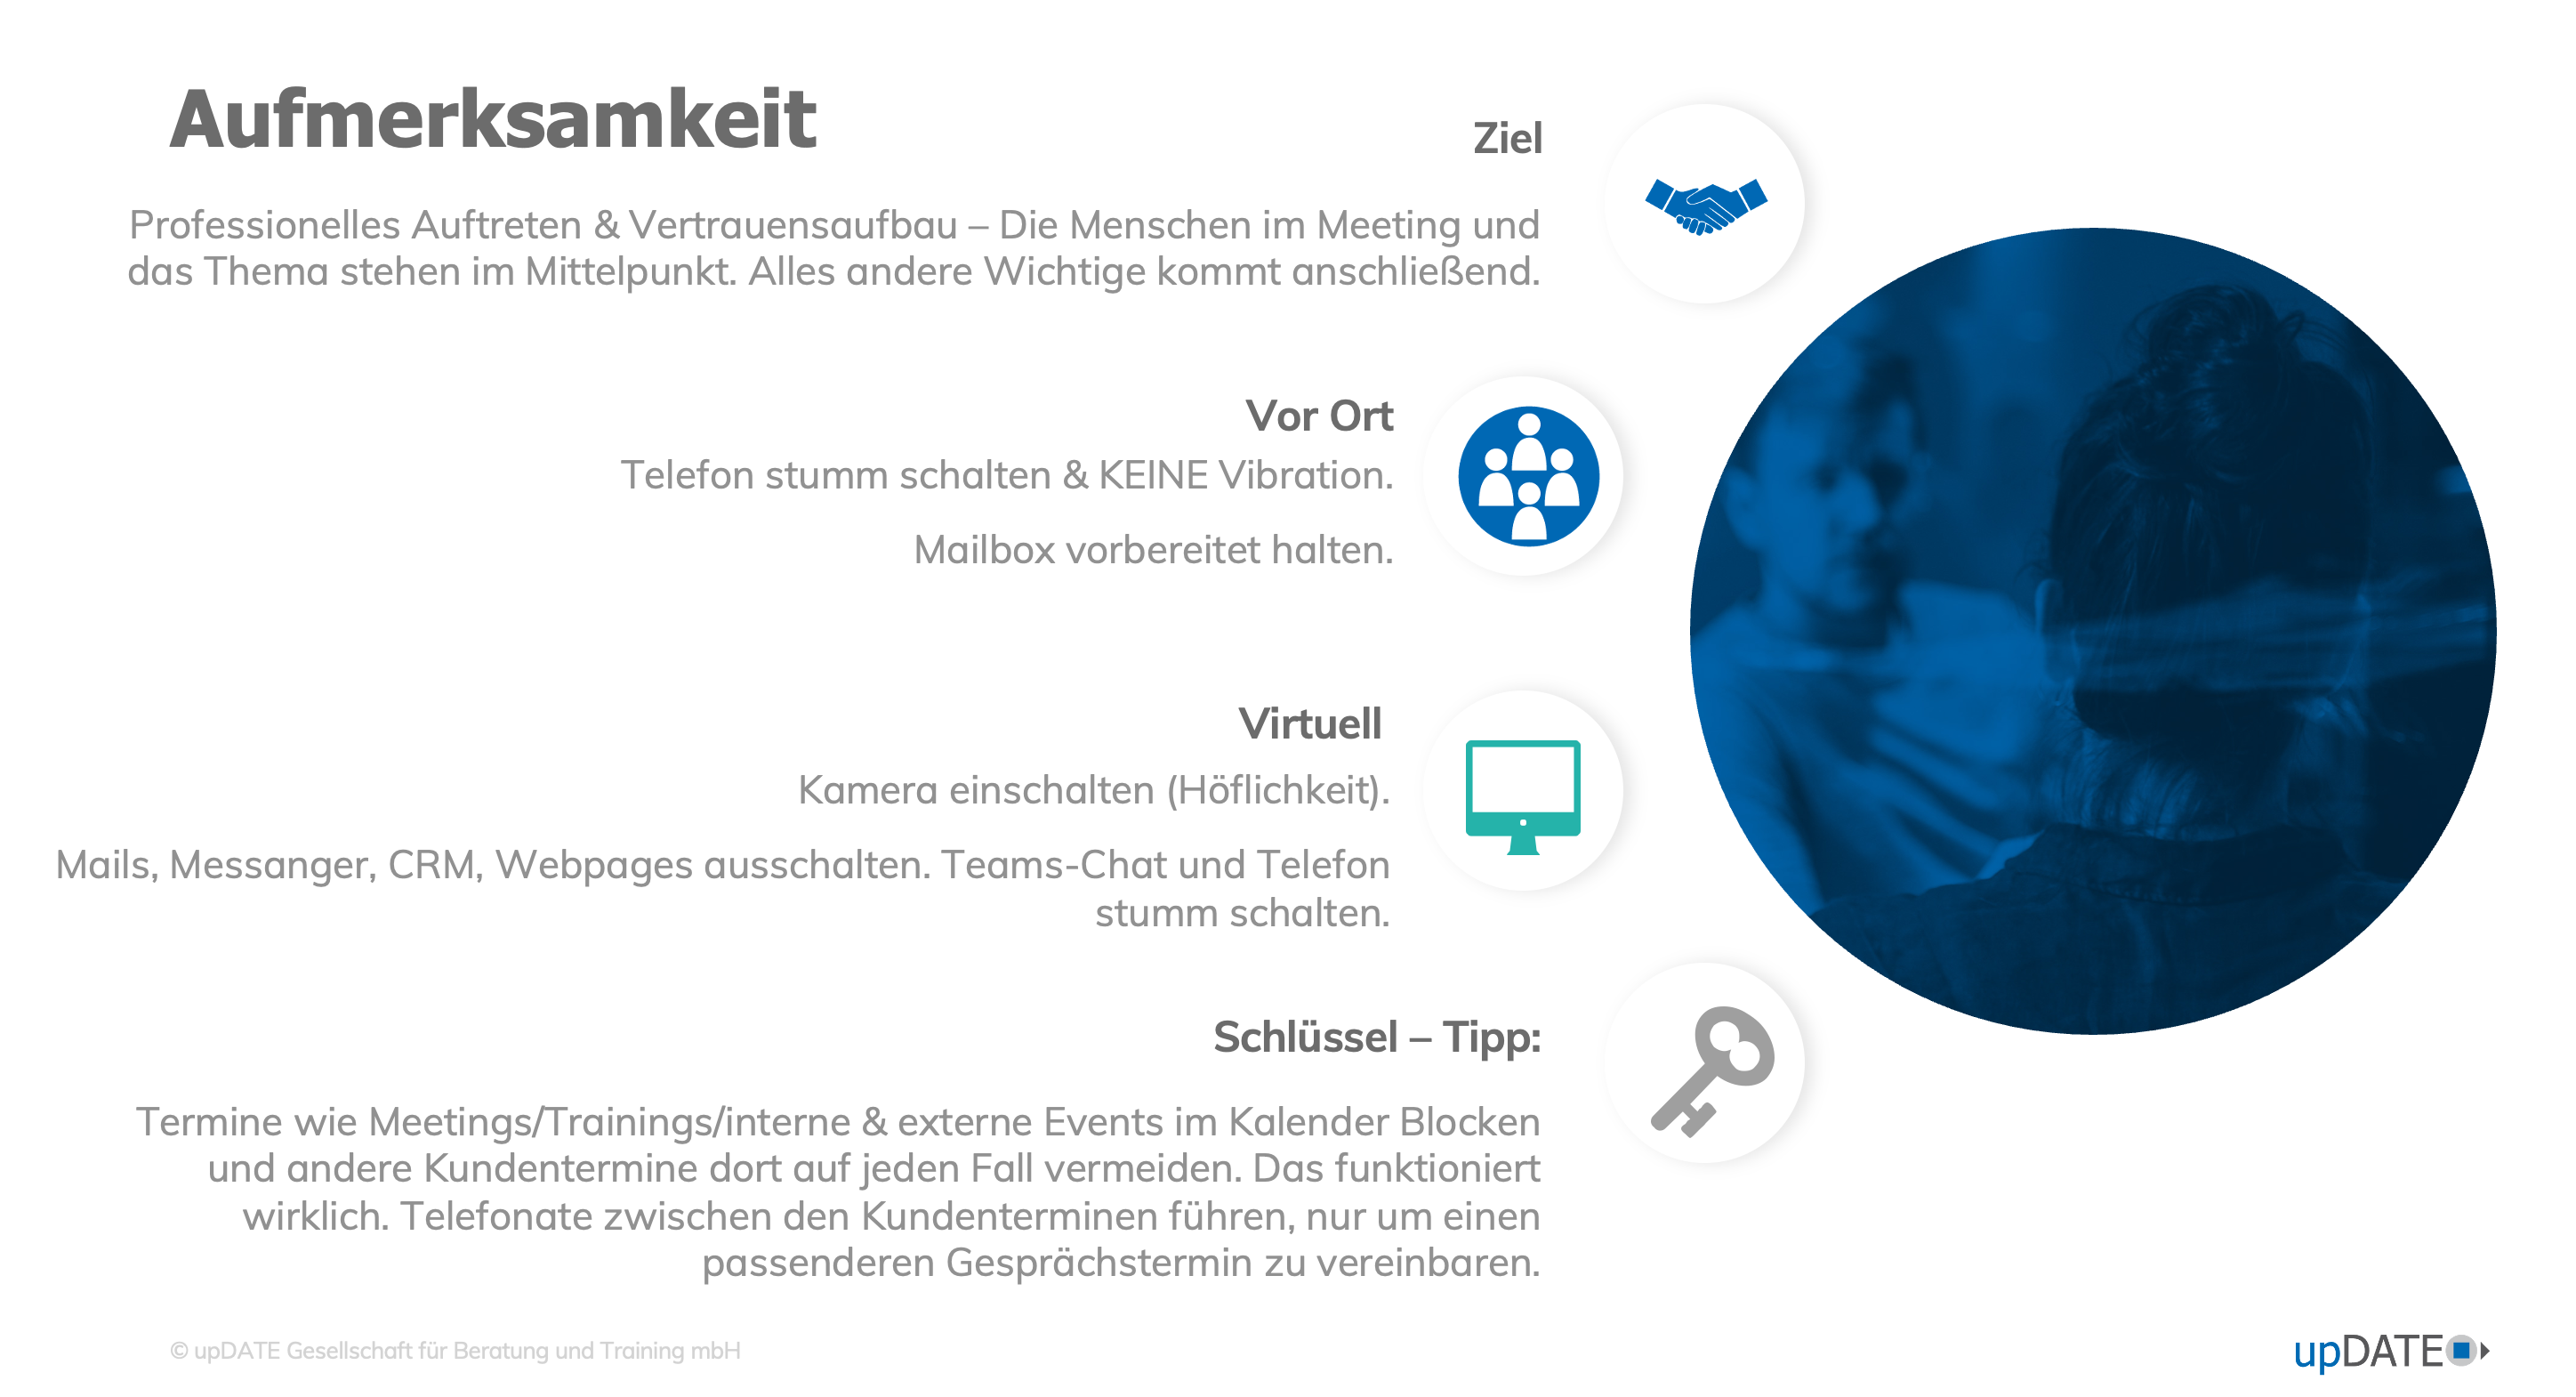 Aufmerksamkeit
Ziel
Professionelles Auftreten & Vertrauensaufbau – Die Menschen im Meeting und
das Thema stehen im Mittelpunkt. Alles andere Wichtige kommt anschließend.
Vor Ort
Telefon stumm schalten & KEINE Vibration.
Mailbox vorbereitet halten.
Virtuell
Kamera einschalten (Höflichkeit).
Mails, Messanger, CRM, Webpages ausschalten. Teams-Chat und Telefon
stumm schalten.
Schlüssel – Tipp:
Termine wie Meetings/Trainings/interne & externe Events im Kalender Blocken
und andere Kundentermine dort auf jeden Fall vermeiden. Das funktioniert
wirklich. Telefonate zwischen den Kundenterminen führen, nur um einen
passenderen Gesprächstermin zu vereinbaren.
© upDATE Gesellschaft für Beratung und Training mbH
upDATE